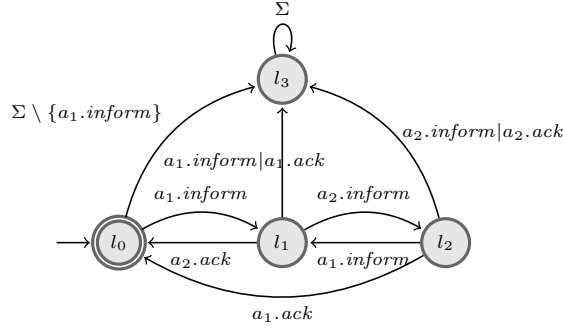 Σ
l₃
Σ \ {a₁.inform}
a₂.inform|a₂.ack
a₁.inform|a₁.ack
a₁.inform
a₂.inform
l₀
l₁
l₂
a₂.ack
a₁.inform
a₁.ack